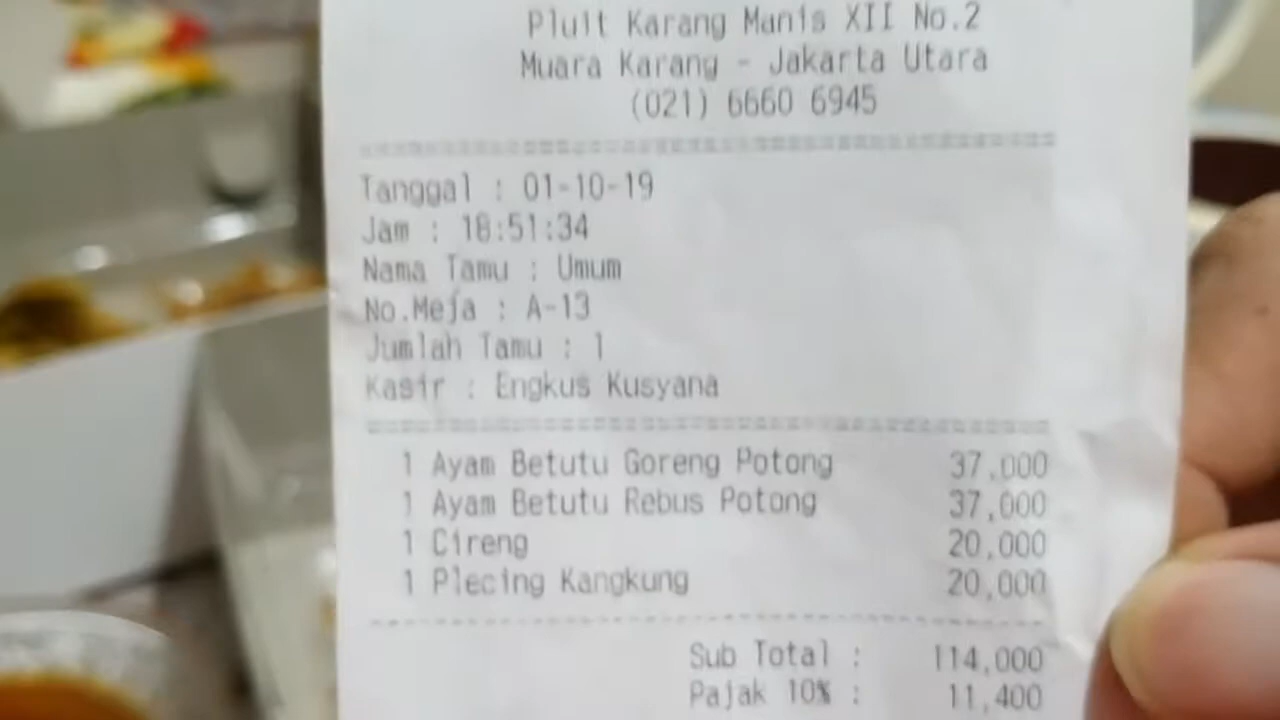 Pluit Karang Manis XII No.2
Muara Karang - Jakarta Utara
(021) 6660 6945
Tanggal : 01-10-19
Jam : 18:51:34
Nama Tamu : Umum
No.Meja : A-13
Jumlah Tamu : 1
Kasir : Engkus Kusyana
1 Ayam Betutu Goreng Potong 37,000
1 Ayam Betutu Rebus Potong 37,000
1 Cireng 20,000
1 Plecing Kangkung 20,000
Sub Total : 114,000
Pajak 10% : 11,400